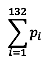 132
∑ pᵢ
i=1